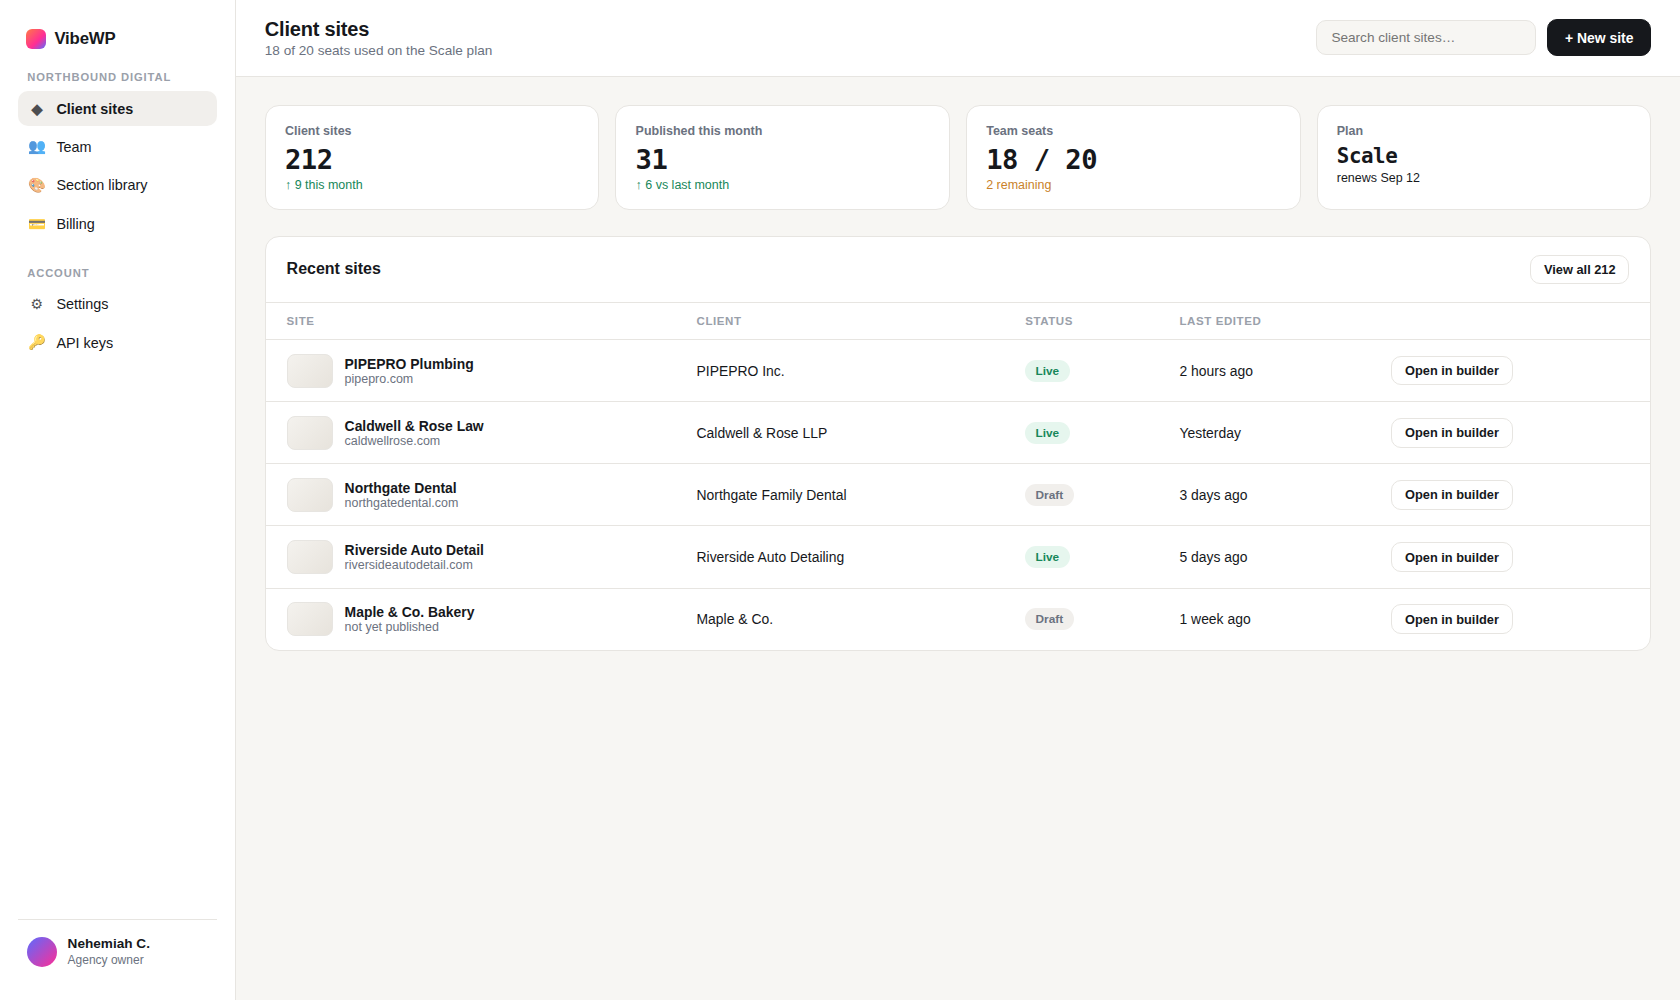 VibeWP
NORTHBOUND DIGITAL
Client sites
Team
Section library
Billing
ACCOUNT
Settings
API keys
Nehemiah C.
Agency owner
Client sites
18 of 20 seats used on the Scale plan
Search client sites…
+ New site
Client sites
212
↑ 9 this month
Published this month
31
↑ 6 vs last month
Team seats
18 / 20
2 remaining
Plan
Scale
renews Sep 12
Recent sites
View all 212
SITE CLIENT STATUS LAST EDITED
PIPEPRO Plumbing
pipepro.com
PIPEPRO Inc. Live 2 hours ago Open in builder
Caldwell & Rose Law
caldwellrose.com
Caldwell & Rose LLP Live Yesterday Open in builder
Northgate Dental
northgatedental.com
Northgate Family Dental Draft 3 days ago Open in builder
Riverside Auto Detail
riversideautodetail.com
Riverside Auto Detailing Live 5 days ago Open in builder
Maple & Co. Bakery
not yet published
Maple & Co. Draft 1 week ago Open in builder